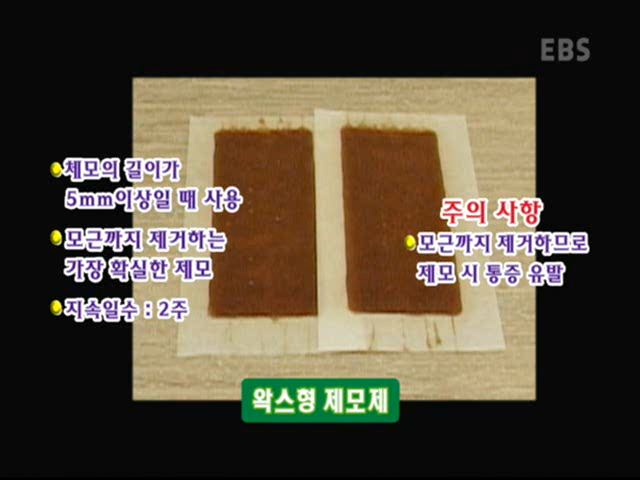 EBS
체모의 길이가
5mm이상일 때 사용
모근까지 제거하는
가장 확실한 제모
지속일수 : 2주
주의 사항
모근까지 제거하므로
제모 시 통증 유발
왁스형 제모제